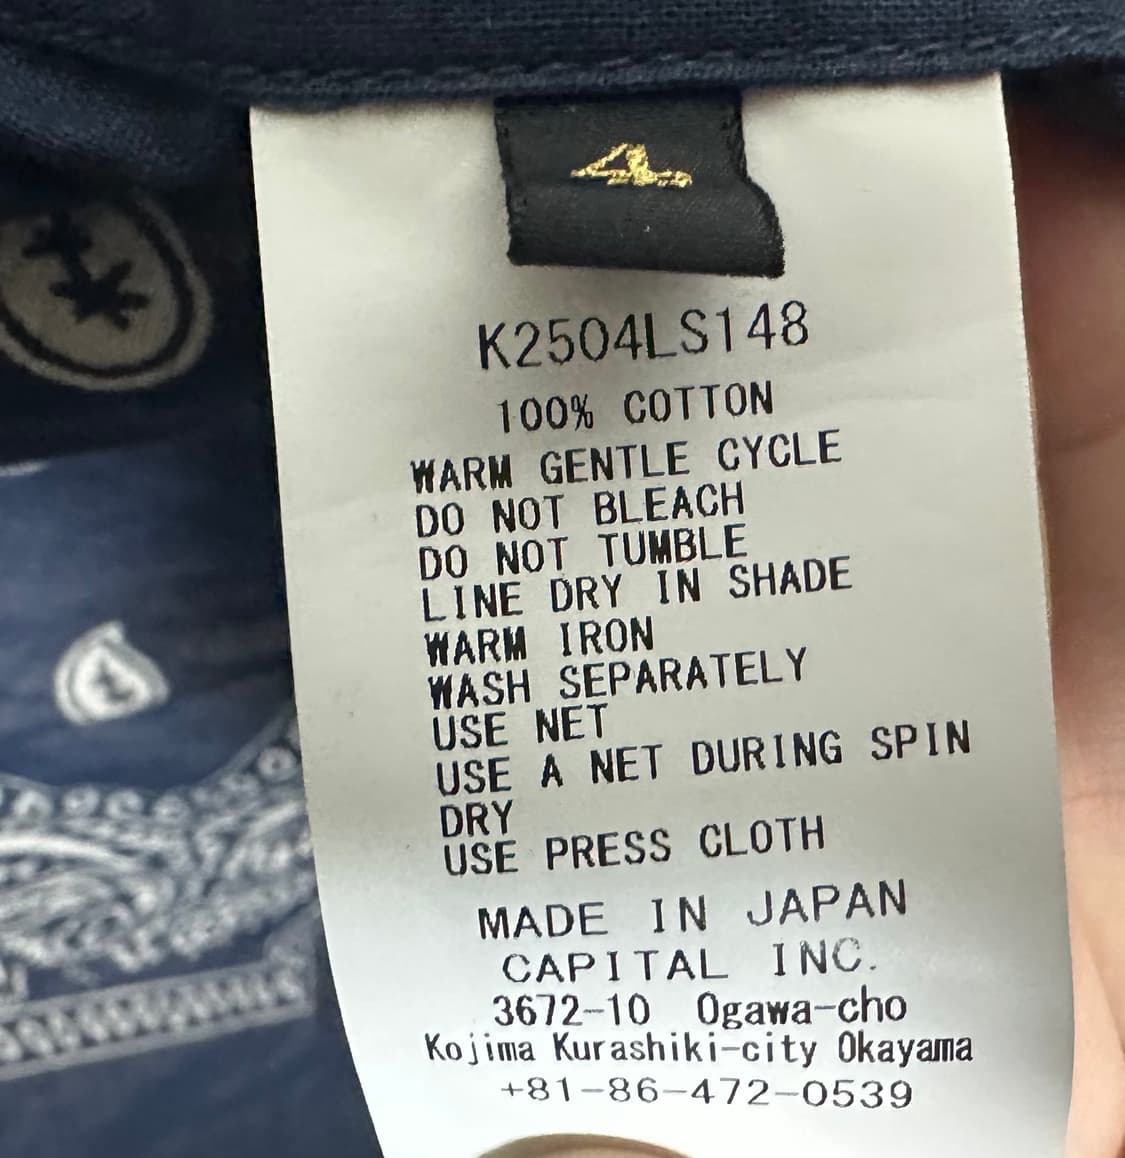 4
K2504LS148
100% COTTON
WARM GENTLE CYCLE
DO NOT BLEACH
DO NOT TUMBLE
LINE DRY IN SHADE
WARM IRON
WASH SEPARATELY
USE NET
USE A NET DURING SPIN
DRY
USE PRESS CLOTH
MADE IN JAPAN
CAPITAL INC.
3672-10 Ogawa-cho
Kojima Kurashiki-city Okayama
+81-86-472-0539